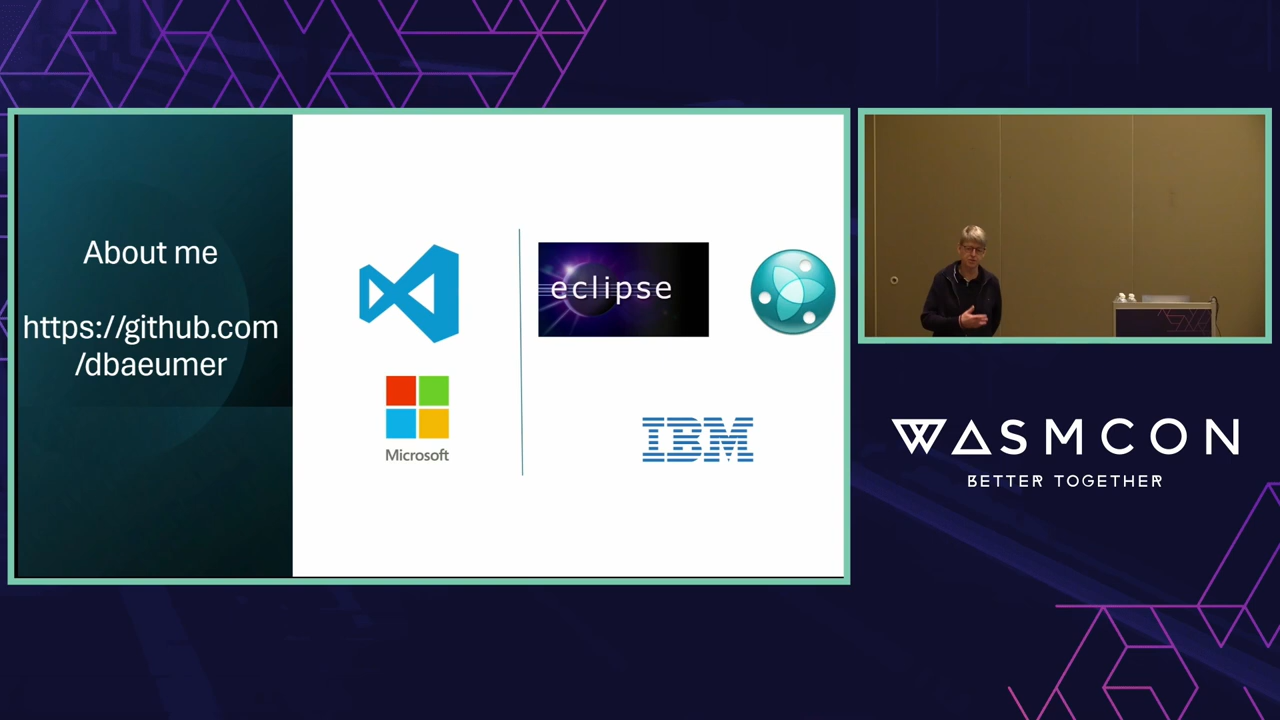 About me
https://github.com
/dbaeumer
eclipse
Microsoft
IBM
WASMCON
BETTER TOGETHER